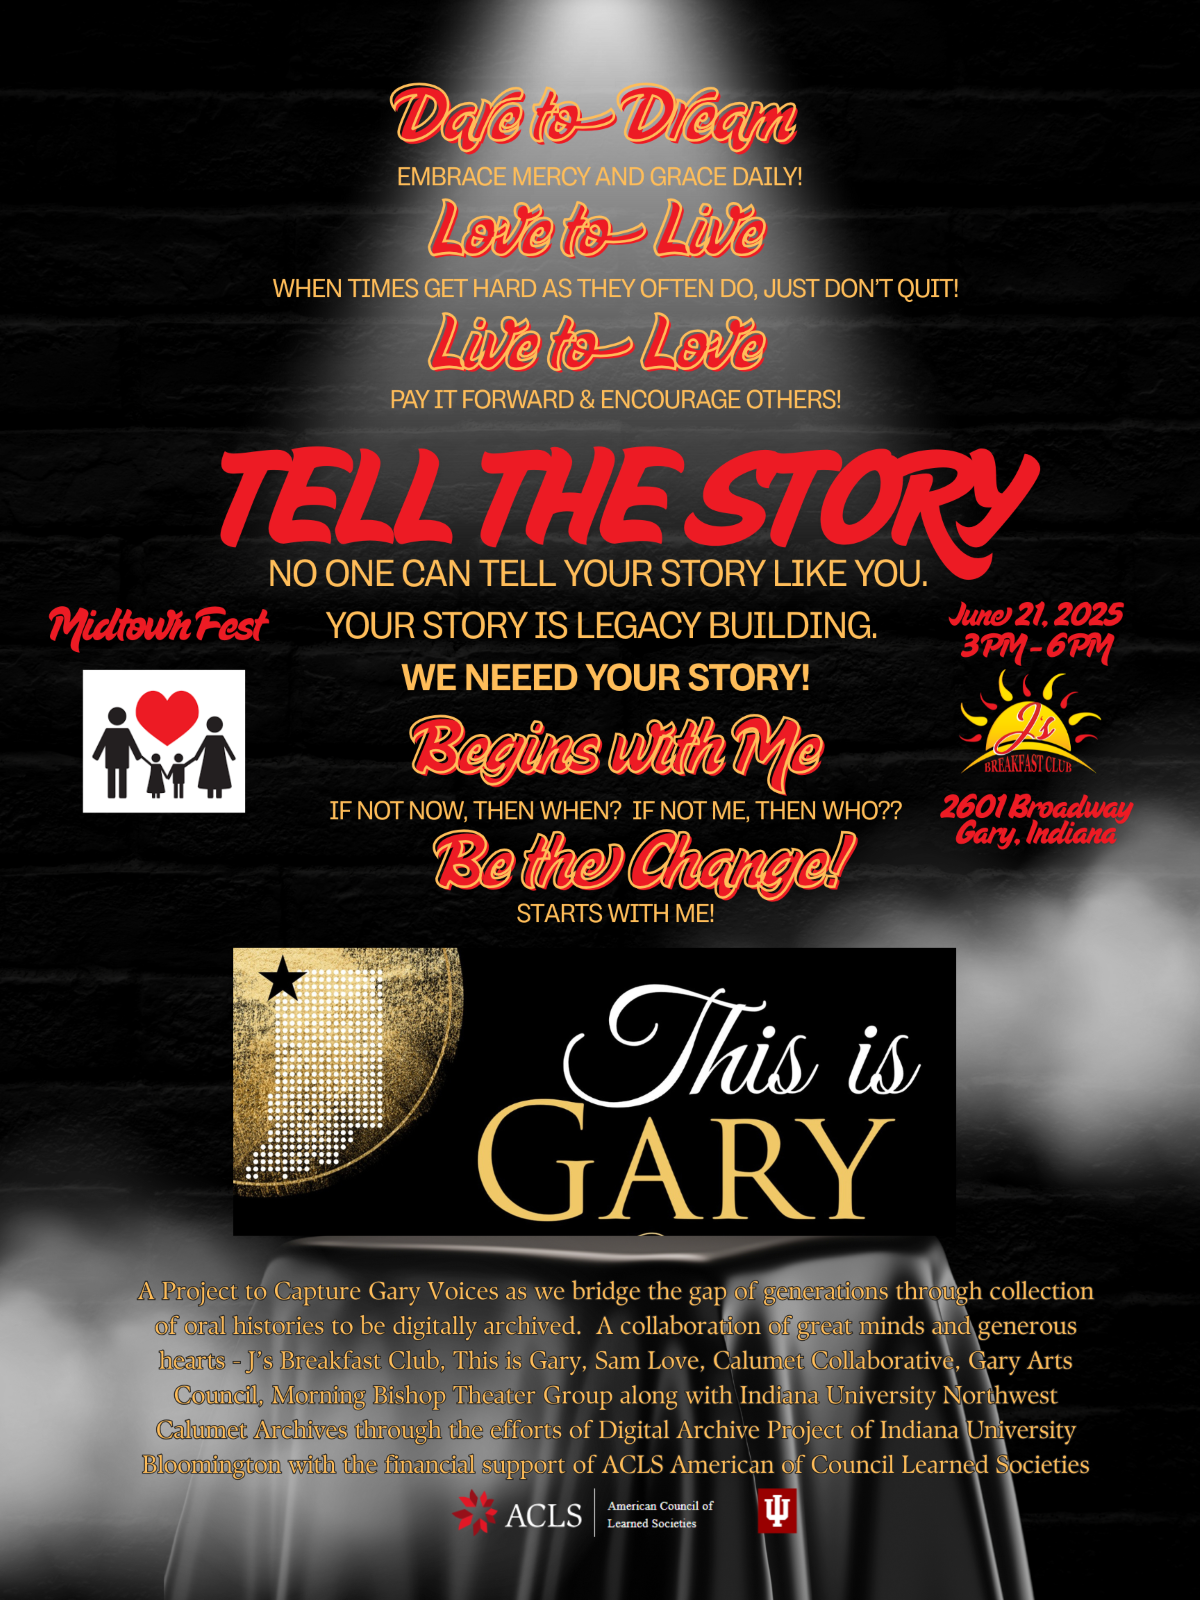 Dare to Dream
EMBRACE MERCY AND GRACE DAILY!
Love to Live
WHEN TIMES GET HARD AS THEY OFTEN DO, JUST DON'T QUIT!
Live to Love
PAY IT FORWARD & ENCOURAGE OTHERS!
TELL THE STORY
NO ONE CAN TELL YOUR STORY LIKE YOU.
YOUR STORY IS LEGACY BUILDING.
WE NEEED YOUR STORY!
Midtown Fest
June 21, 2025
3PM - 6PM
J's
BREAKFAST CLUB
2601 Broadway
Gary, Indiana
Begins with Me
IF NOT NOW, THEN WHEN?  IF NOT ME, THEN WHO??
Be the Change!
STARTS WITH ME!
This is
GARY
A Project to Capture Gary Voices as we bridge the gap of generations through collection
of oral histories to be digitally archived.  A collaboration of great minds and generous
hearts - J's Breakfast Club, This is Gary, Sam Love, Calumet Collaborative, Gary Arts
Council, Morning Bishop Theater Group along with Indiana University Northwest
Calumet Archives through the efforts of Digital Archive Project of Indiana University
Bloomington with the financial support of ACLS American of Council Learned Societies
ACLS
American Council of
Learned Societies